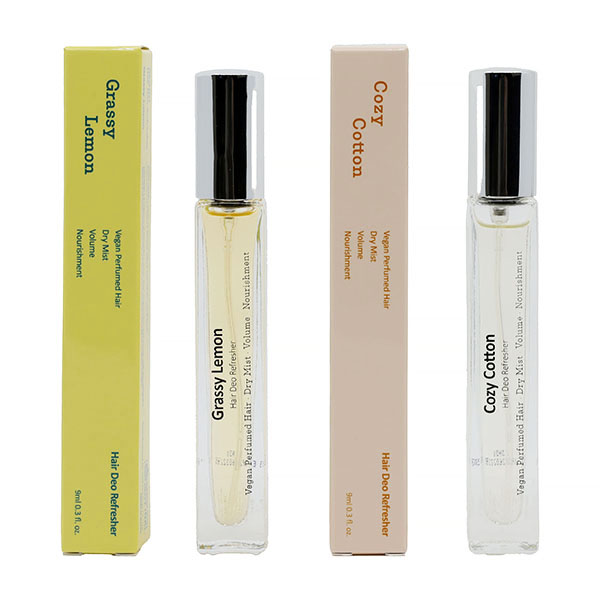 Grassy
Lemon
Vegan Perfumed Hair
Dry Mist
Volume
Nourishment
Hair Deo Refresher
9ml 0.3 fl. oz.
Grassy Lemon
Hair Deo Refresher
Vegan Perfumed Hair Dry Mist Volume Nourishment
Cozy
Cotton
Vegan Perfumed Hair
Dry Mist
Volume
Nourishment
Hair Deo Refresher
9ml 0.3 fl. oz.
Cozy Cotton
Hair Deo Refresher
Vegan Perfumed Hair Dry Mist Volume Nourishment